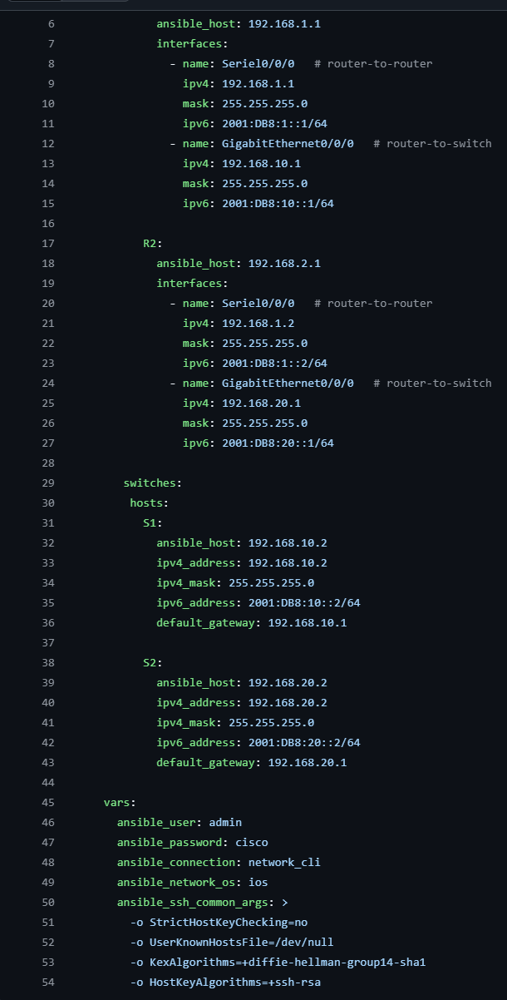 6 ansible_host: 192.168.1.1
7 interfaces:
8 - name: Seriel0/0/0 # router-to-router
9 ipv4: 192.168.1.1
10 mask: 255.255.255.0
11 ipv6: 2001:DB8:1::1/64
12 - name: GigabitEthernet0/0/0 # router-to-switch
13 ipv4: 192.168.10.1
14 mask: 255.255.255.0
15 ipv6: 2001:DB8:10::1/64
16
17 R2:
18 ansible_host: 192.168.2.1
19 interfaces:
20 - name: Seriel0/0/0 # router-to-router
21 ipv4: 192.168.1.2
22 mask: 255.255.255.0
23 ipv6: 2001:DB8:1::2/64
24 - name: GigabitEthernet0/0/0 # router-to-switch
25 ipv4: 192.168.20.1
26 mask: 255.255.255.0
27 ipv6: 2001:DB8:20::1/64
28
29 switches:
30 hosts:
31 S1:
32 ansible_host: 192.168.10.2
33 ipv4_address: 192.168.10.2
34 ipv4_mask: 255.255.255.0
35 ipv6_address: 2001:DB8:10::2/64
36 default_gateway: 192.168.10.1
37
38 S2:
39 ansible_host: 192.168.20.2
40 ipv4_address: 192.168.20.2
41 ipv4_mask: 255.255.255.0
42 ipv6_address: 2001:DB8:20::2/64
43 default_gateway: 192.168.20.1
44
45 vars:
46 ansible_user: admin
47 ansible_password: cisco
48 ansible_connection: network_cli
49 ansible_network_os: ios
50 ansible_ssh_common_args: >
51 -o StrictHostKeyChecking=no
52 -o UserKnownHostsFile=/dev/null
53 -o KexAlgorithms=+diffie-hellman-group14-sha1
54 -o HostKeyAlgorithms=+ssh-rsa